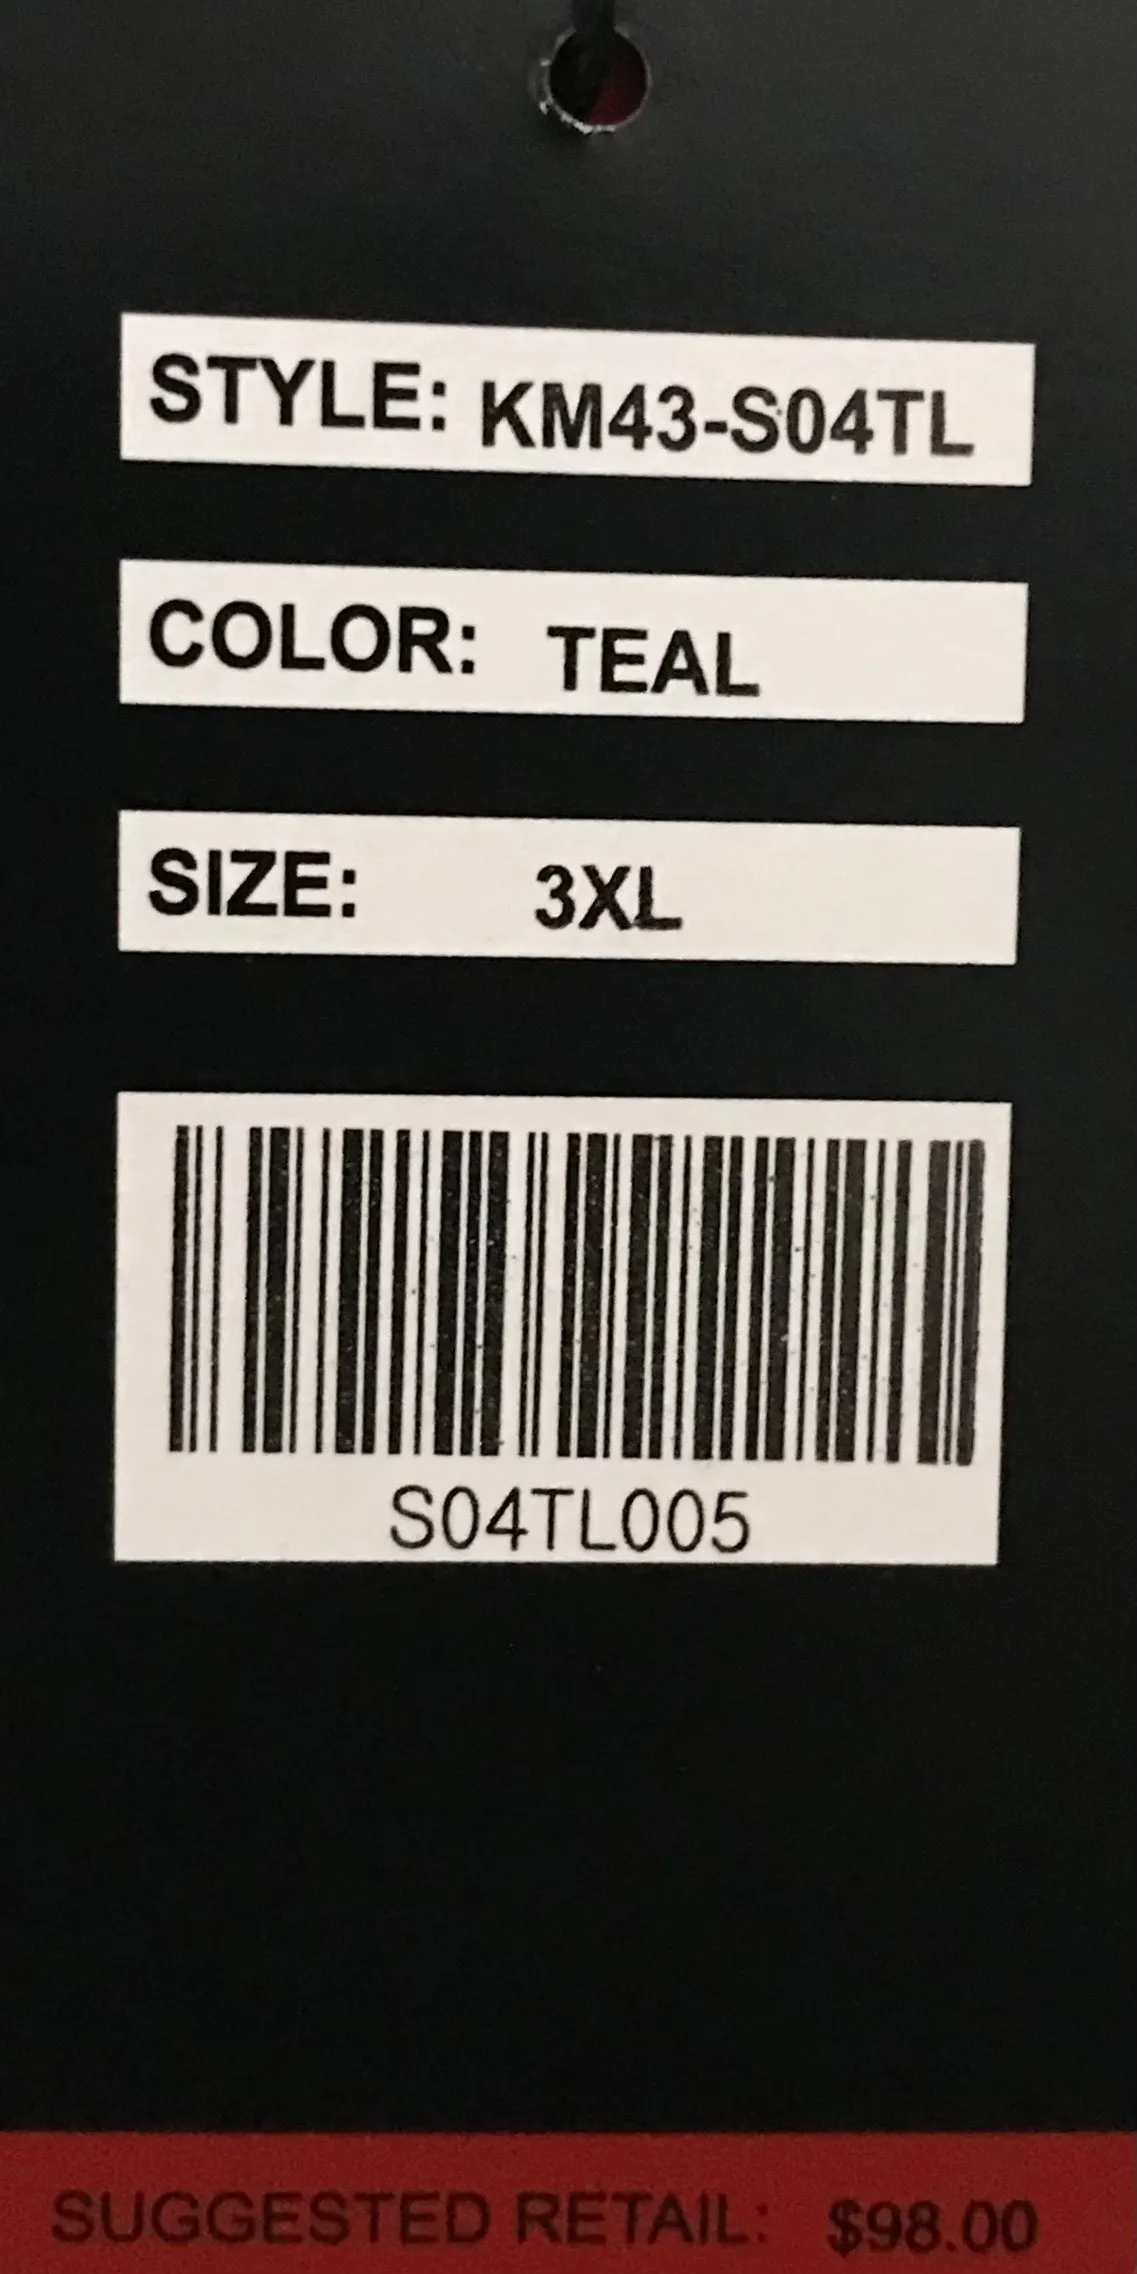 STYLE: KM43-S04TL
COLOR: TEAL
SIZE: 3XL
S04TL005
SUGGESTED RETAIL: $98.00